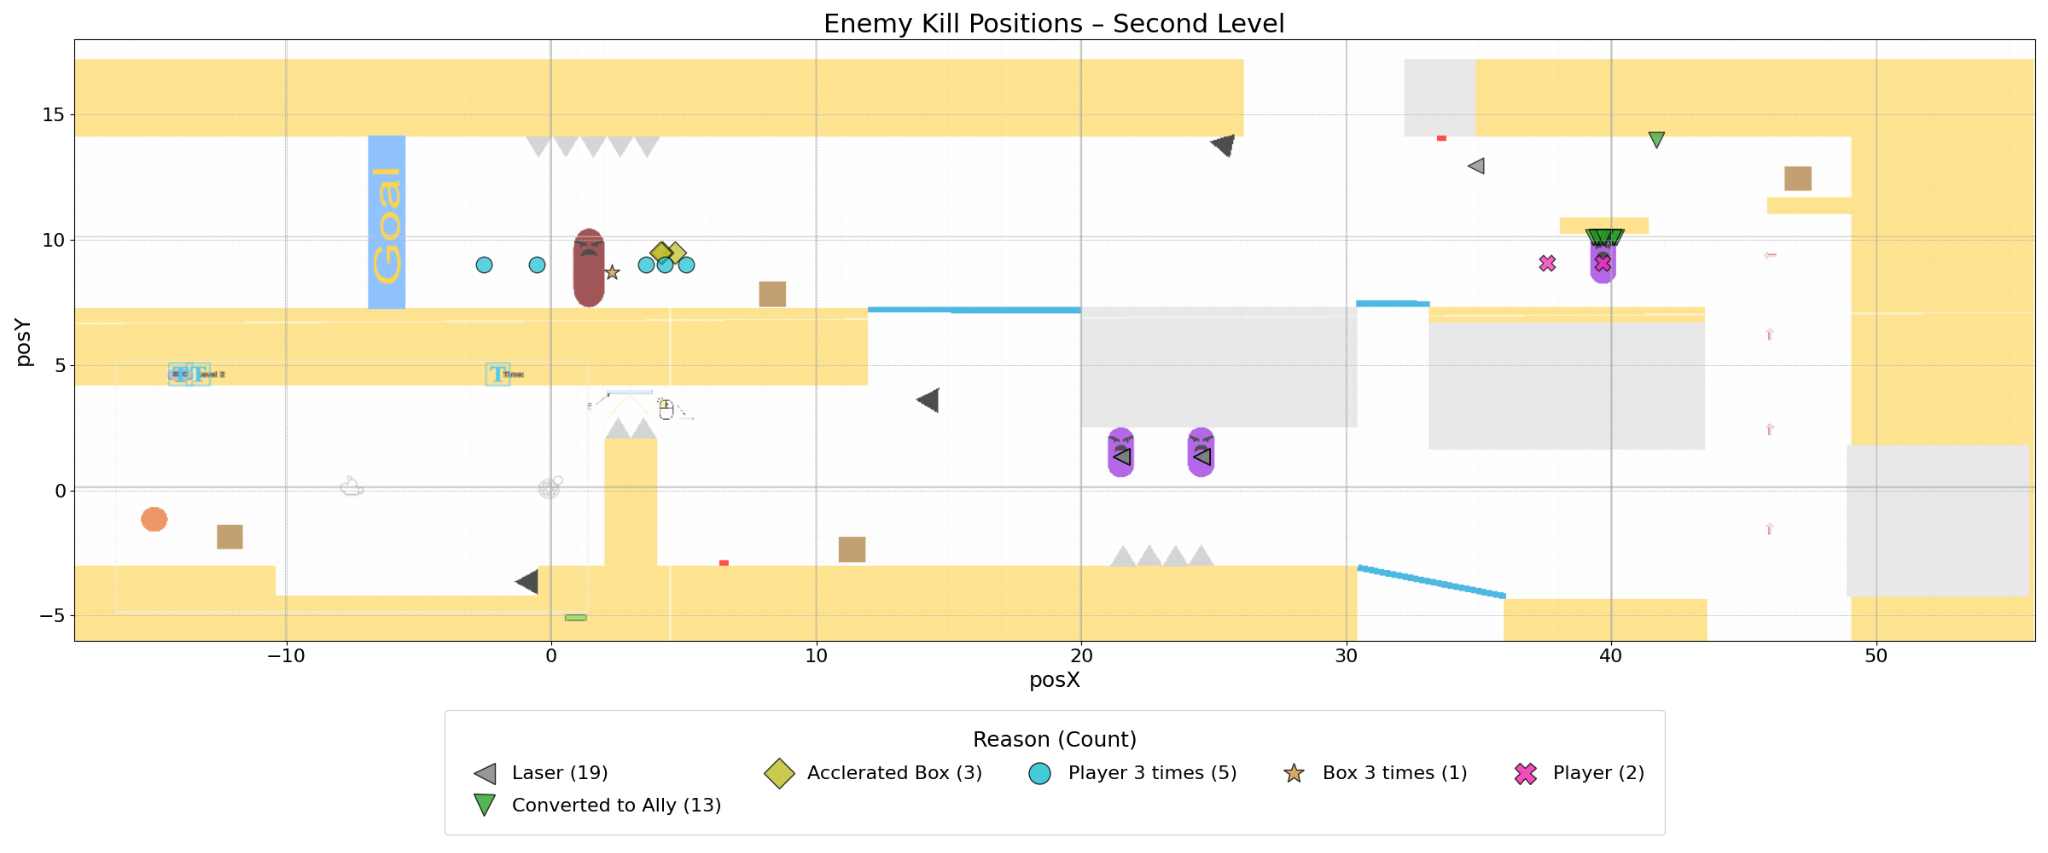 Enemy Kill Positions – Second Level
posY
15
10
5
0
−5
Goal
Level 2
Time:
−10
0
10
20
30
40
50
posX
Reason (Count)
Laser (19)
Acclerated Box (3)
Player 3 times (5)
Box 3 times (1)
Player (2)
Converted to Ally (13)